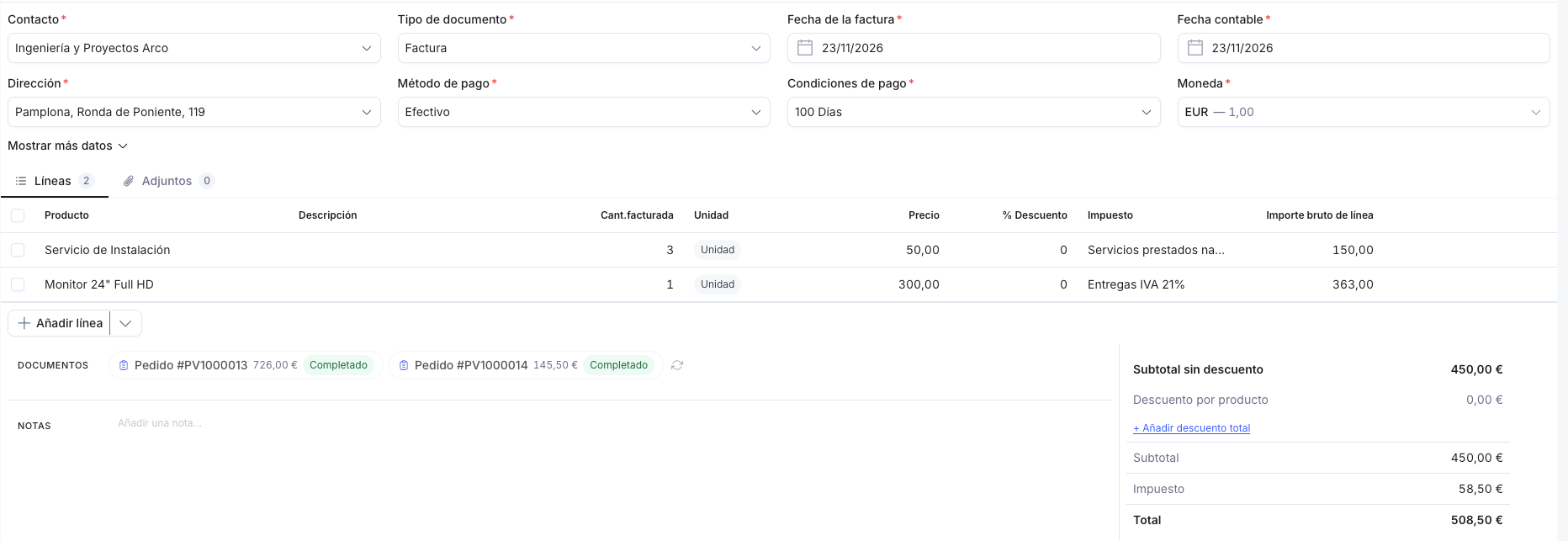 Contacto* Tipo de documento* Fecha de la factura* Fecha contable*
Ingeniería y Proyectos Arco Factura 23/11/2026 23/11/2026
Dirección* Método de pago* Condiciones de pago* Moneda*
Pamplona, Ronda de Poniente, 119 Efectivo 100 Días EUR — 1,00
Mostrar más datos
Líneas 2 Adjuntos 0
Producto Descripción Cant.facturada Unidad Precio % Descuento Impuesto Importe bruto de línea
Servicio de Instalación 3 Unidad 50,00 0 Servicios prestados na... 150,00
Monitor 24" Full HD 1 Unidad 300,00 0 Entregas IVA 21% 363,00
+ Añadir línea
DOCUMENTOS Pedido #PV1000013 726,00 € Completado Pedido #PV1000014 145,50 € Completado
NOTAS Añadir una nota...
Subtotal sin descuento 450,00 €
Descuento por producto 0,00 €
+ Añadir descuento total
Subtotal 450,00 €
Impuesto 58,50 €
Total 508,50 €